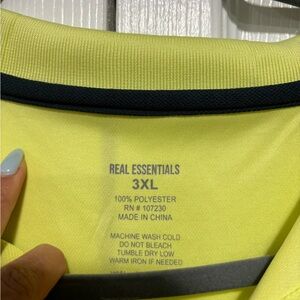 REAL ESSENTIALS
3XL
100% POLYESTER
RN # 107230
MADE IN CHINA
MACHINE WASH COLD
DO NOT BLEACH
TUMBLE DRY LOW
WARM IRON IF NEEDED